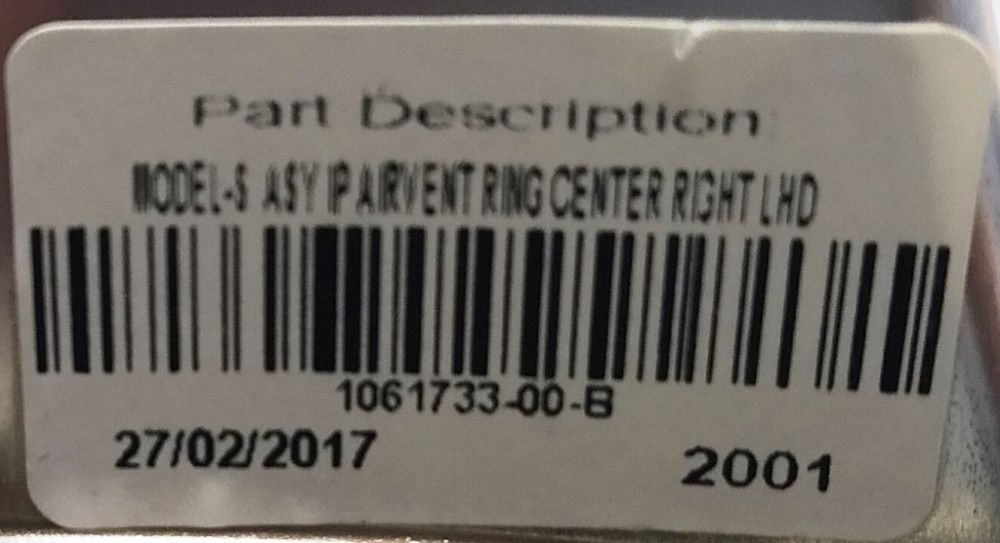 Part Description
MODEL-S ASY IP AIRVENT RING CENTER RIGHT LHD
1061733-00-B
27/02/2017 2001